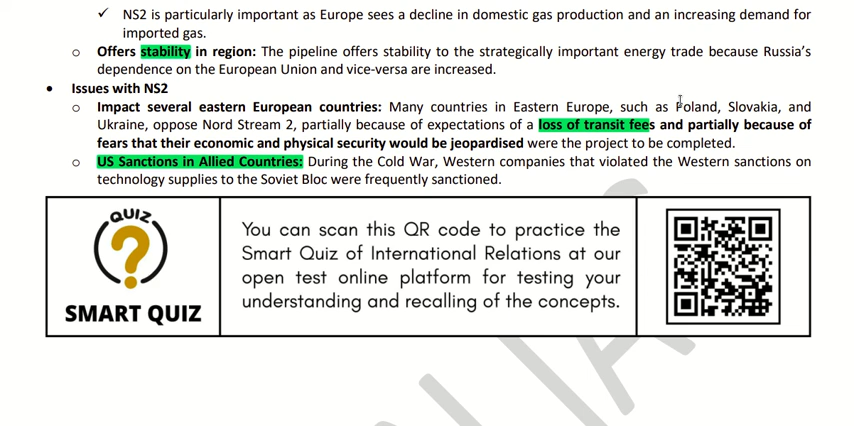 ✓ NS2 is particularly important as Europe sees a decline in domestic gas production and an increasing demand for
imported gas.
o Offers stability in region: The pipeline offers stability to the strategically important energy trade because Russia's
dependence on the European Union and vice-versa are increased.
• Issues with NS2
o Impact several eastern European countries: Many countries in Eastern Europe, such as Poland, Slovakia, and
Ukraine, oppose Nord Stream 2, partially because of expectations of a loss of transit fees and partially because of
fears that their economic and physical security would be jeopardised were the project to be completed.
o US Sanctions in Allied Countries: During the Cold War, Western companies that violated the Western sanctions on
technology supplies to the Soviet Bloc were frequently sanctioned.
QUIZ
SMART QUIZ
You can scan this QR code to practice the
Smart Quiz of International Relations at our
open test online platform for testing your
understanding and recalling of the concepts.